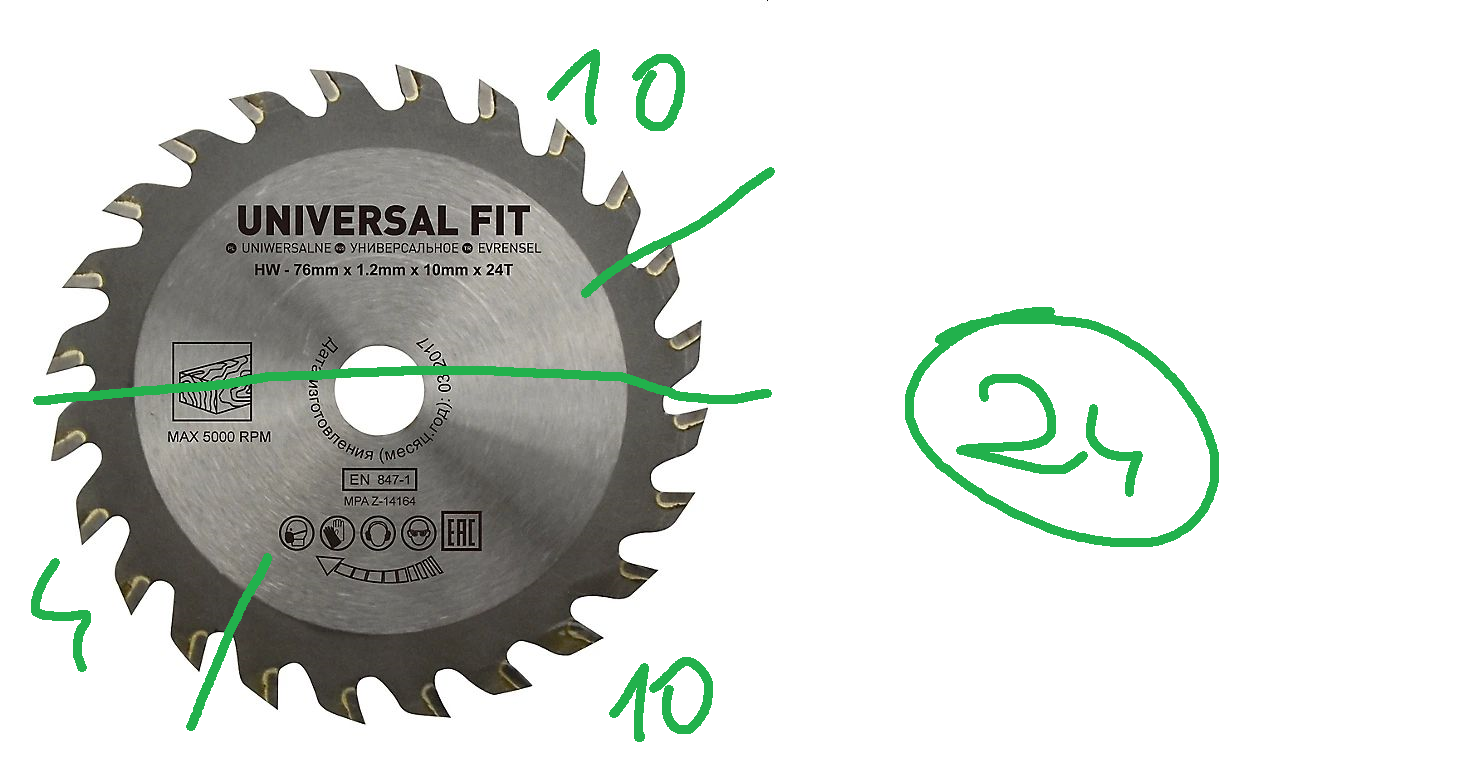 10
UNIVERSAL FIT
PL UNIWERSALNE RUS УНИВЕРСАЛЬНОЕ TR EVRENSEL
HW - 76mm x 1.2mm x 10mm x 24T
Дата изготовления (месяц.год): 03.2017
MAX 5000 RPM
24
EN 847-1
MPA Z-14164
EAC
4
10